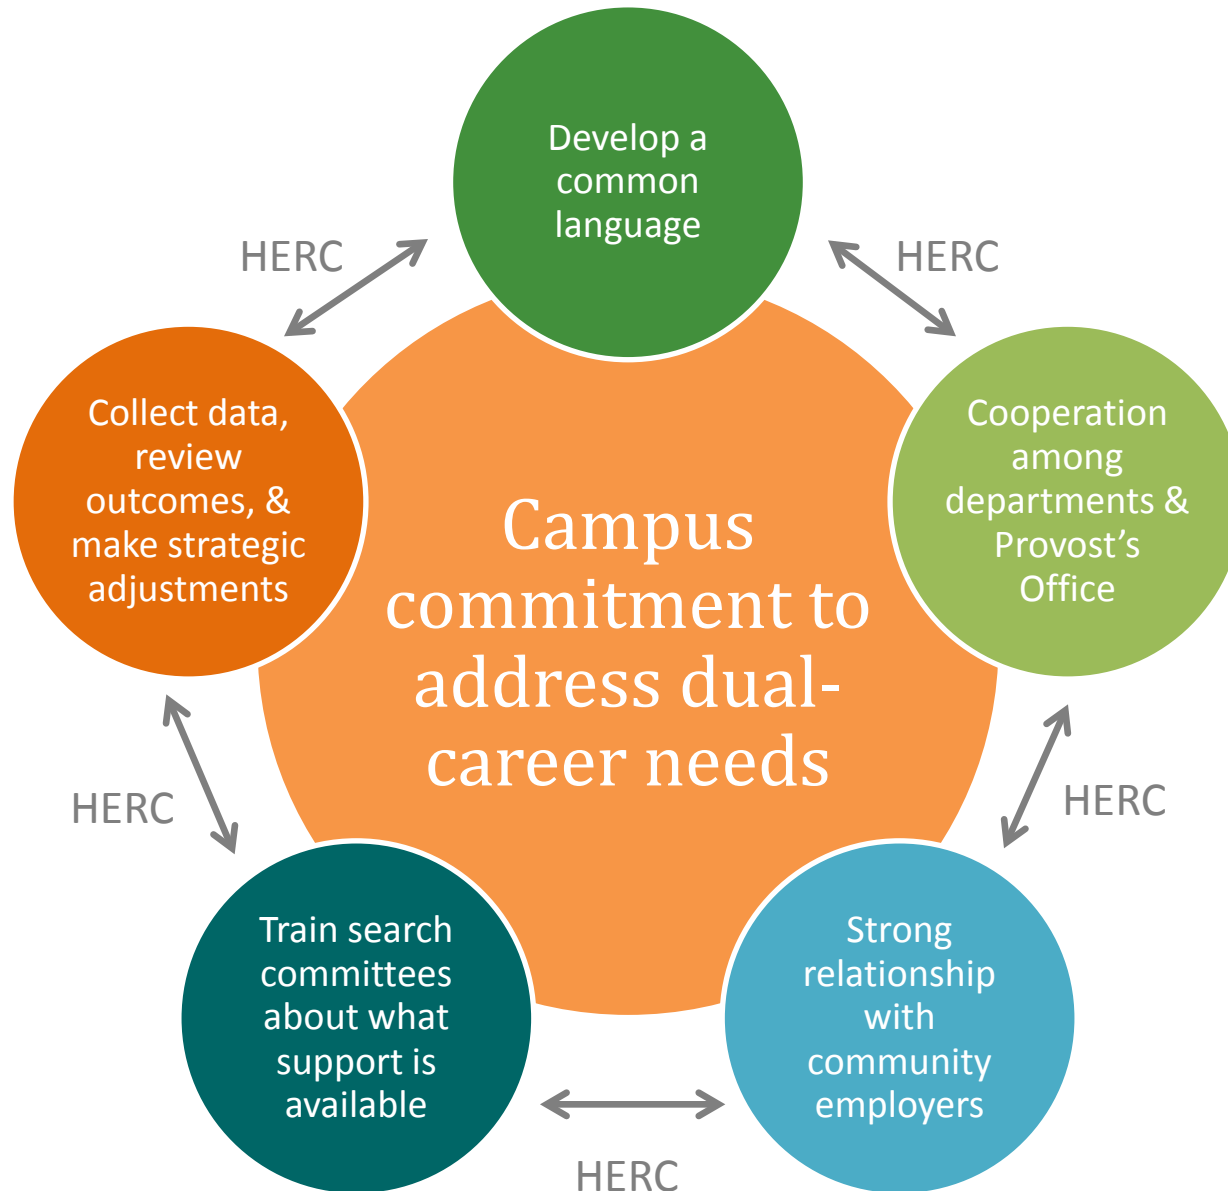 Develop a
common
language
HERC
HERC
Collect data,
review
outcomes, &
make strategic
adjustments
Cooperation
among
departments &
Provost's
Office
Campus
commitment to
address dual-
career needs
HERC
HERC
Train search
committees
about what
support is
available
Strong
relationship
with
community
employers
HERC